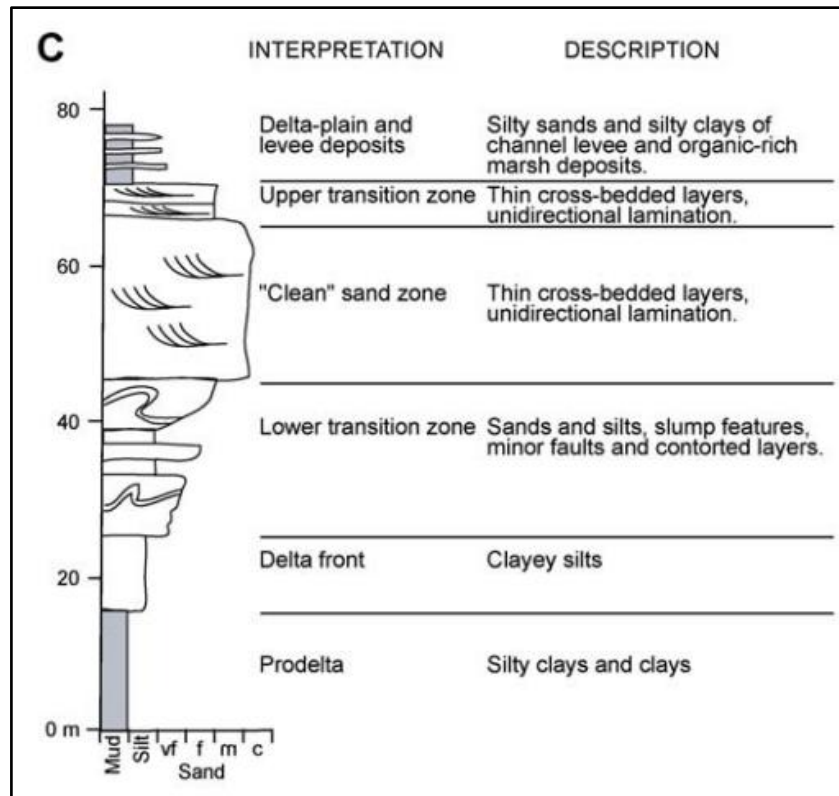 C
INTERPRETATION DESCRIPTION
80
Delta-plain and levee deposits
Silty sands and silty clays of channel levee and organic-rich marsh deposits.
Upper transition zone
Thin cross-bedded layers, unidirectional lamination.
60
"Clean" sand zone
Thin cross-bedded layers, unidirectional lamination.
40
Lower transition zone
Sands and silts, slump features, minor faults and contorted layers.
20
Delta front
Clayey silts
Prodelta
Silty clays and clays
0 m
Mud Silt vf f m c
Sand